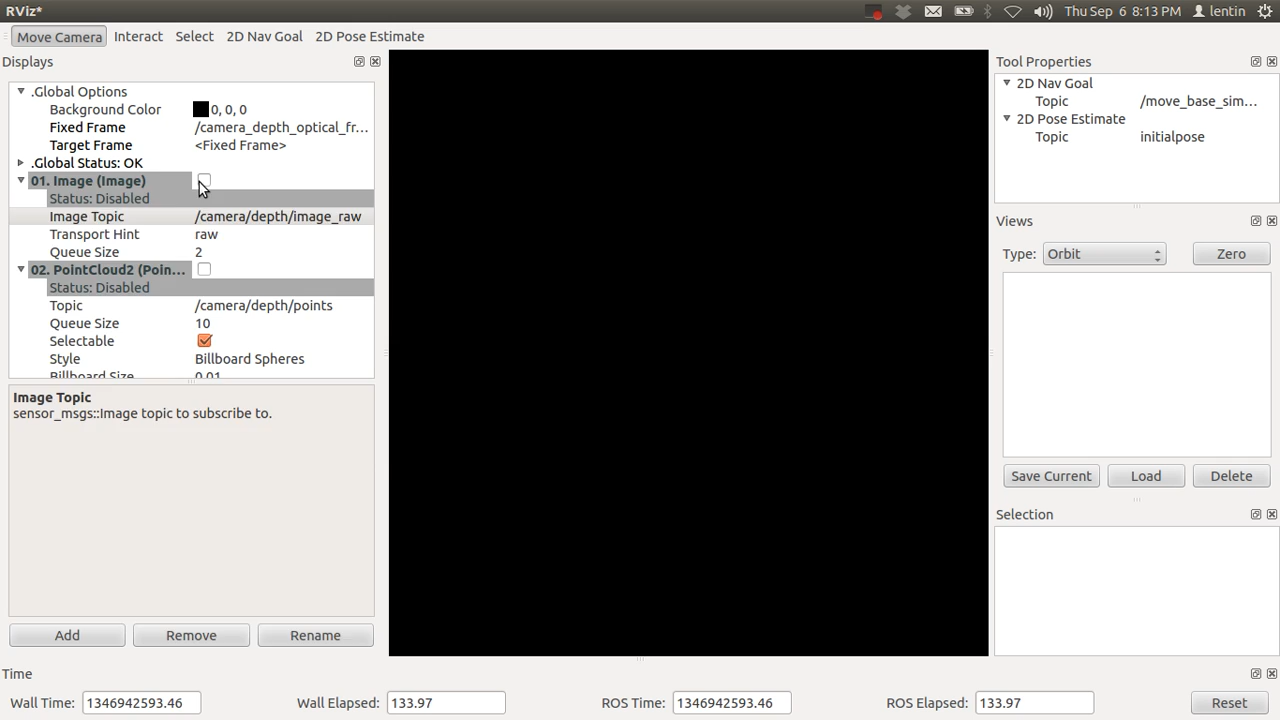 RViz*
Thu Sep 6 8:13 PM lentin
Move Camera Interact Select 2D Nav Goal 2D Pose Estimate
Displays
.Global Options
Background Color 0, 0, 0
Fixed Frame /camera_depth_optical_fr...
Target Frame <Fixed Frame>
.Global Status: OK
01. Image (Image)
Status: Disabled
Image Topic /camera/depth/image_raw
Transport Hint raw
Queue Size 2
02. PointCloud2 (Poin...
Status: Disabled
Topic /camera/depth/points
Queue Size 10
Selectable
Style Billboard Spheres
Billboard Size 0.01
Image Topic
sensor_msgs::Image topic to subscribe to.
Add Remove Rename
Tool Properties
2D Nav Goal
Topic /move_base_sim...
2D Pose Estimate
Topic initialpose
Views
Type: Orbit Zero
Save Current Load Delete
Selection
Time
Wall Time: 1346942593.46 Wall Elapsed: 133.97 ROS Time: 1346942593.46 ROS Elapsed: 133.97 Reset